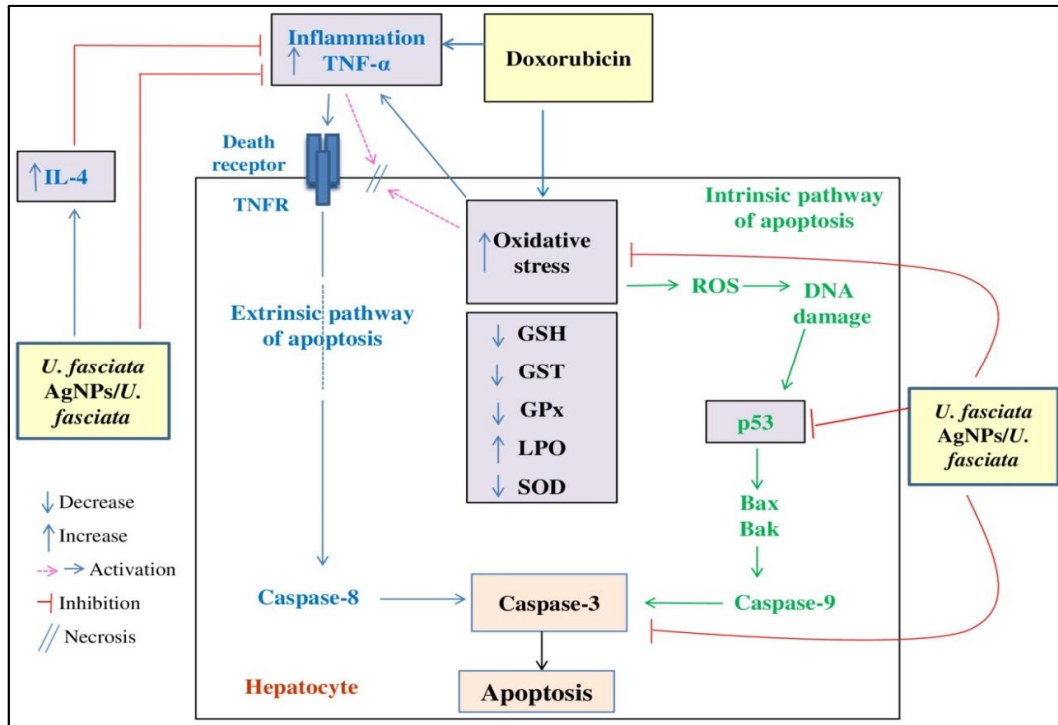 Inflammation
TNF-α
Doxorubicin
Death
receptor
IL-4
TNFR
Intrinsic pathway
of apoptosis
Oxidative
stress
ROS
DNA
damage
Extrinsic pathway
of apoptosis
GSH
GST
GPx
LPO
SOD
U. fasciata
AgNPs/U.
fasciata
p53
U. fasciata
AgNPs/U.
fasciata
Bax
Bak
Decrease
Increase
Activation
Inhibition
Necrosis
Caspase-8
Caspase-3
Caspase-9
Hepatocyte
Apoptosis